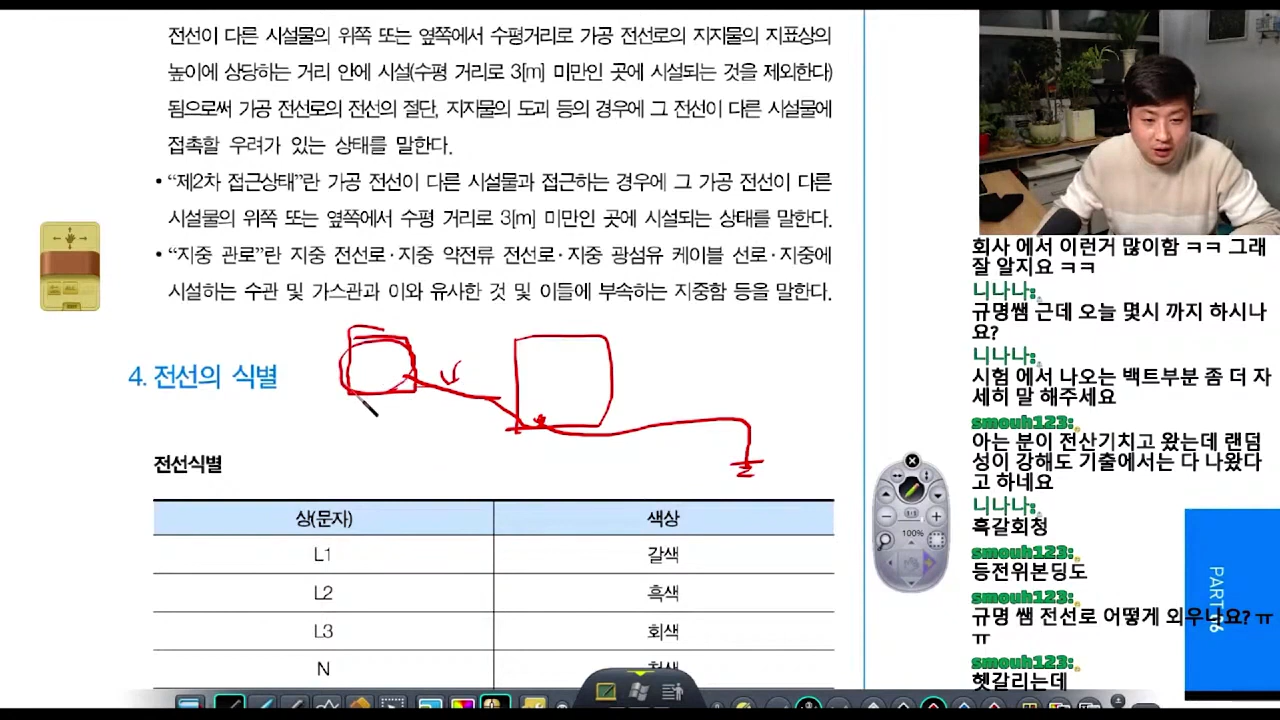 전선이 다른 시설물의 위쪽 또는 옆쪽에서 수평거리로 가공 전선로의 지지물의 지표상의
높이에 상당하는 거리 안에 시설(수평 거리로 3[m] 미만인 곳에 시설되는 것을 제외한다)
됨으로써 가공 전선로의 전선의 절단, 지지물의 도괴 등의 경우에 그 전선이 다른 시설물에
접촉할 우려가 있는 상태를 말한다.
• “제2차 접근상태”란 가공 전선이 다른 시설물과 접근하는 경우에 그 가공 전선이 다른
시설물의 위쪽 또는 옆쪽에서 수평 거리로 3[m] 미만인 곳에 시설되는 상태를 말한다.
• “지중 관로”란 지중 전선로·지중 약전류 전선로·지중 광섬유 케이블 선로·지중에
시설하는 수관 및 가스관과 이와 유사한 것 및 이들에 부속하는 지중함 등을 말한다.
4. 전선의 식별
전선식별
상(문자) 색상
L1 갈색
L2 흑색
L3 회색
N 청색
100%
회사 에서 이런거 많이함 ㅋㅋ 그래
잘 알지요 ㅋㅋ
니나나:
규명쌤 근데 오늘 몇시 까지 하시나
요?
니나나:
시험 에서 나오는 백트부분 좀 더 자
세히 말 해주세요
smouh123:
아는 분이 전산기치고 왔는데 랜덤
성이 강해도 기출에서는 다 나왔다
고 하네요
니나나:
흑갈회청
smouh123:
등전위본딩도
smouh123:
규명 쌤 전선로 어떻게 외우나요? ㅠ
ㅠ
smouh123:
헷갈리는데
PART 06